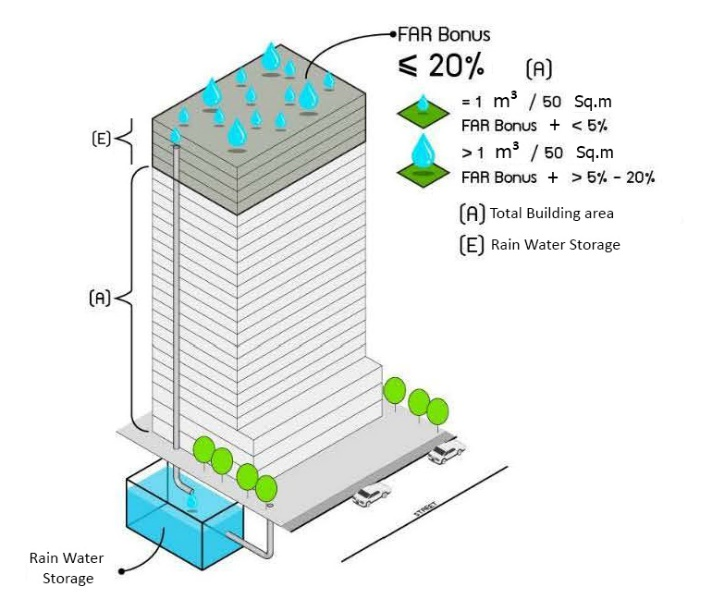 FAR Bonus
⩽ 20% (A)
= 1 m³ / 50 Sq.m
FAR Bonus + < 5%
> 1 m³ / 50 Sq.m
FAR Bonus + > 5% - 20%
(A) Total Building area
(E) Rain Water Storage
(E)
(A)
STREET
Rain Water
Storage